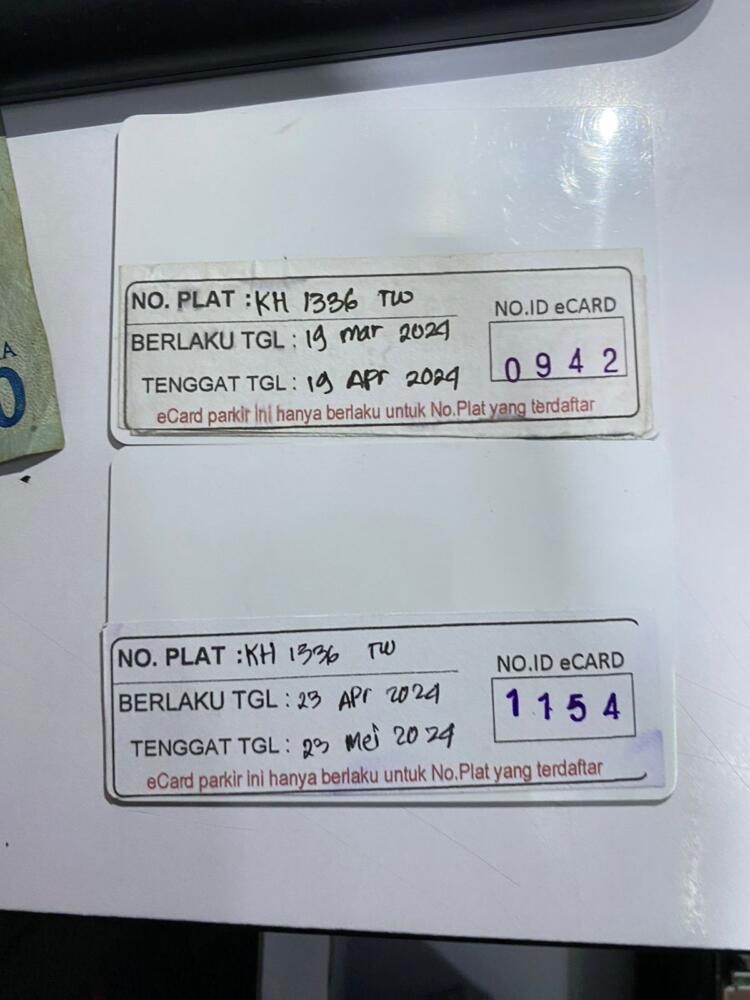 A
0
NO. PLAT : KH 1336 TW
NO.ID eCARD
BERLAKU TGL : 19 Mar 2024
0942
TENGGAT TGL : 19 APr 2024
eCard parkir ini hanya berlaku untuk No.Plat yang terdaftar
NO. PLAT : KH 1336 TW
NO.ID eCARD
BERLAKU TGL : 23 APr 2024
1154
TENGGAT TGL : 23 Mei 2024
eCard parkir ini hanya berlaku untuk No.Plat yang terdaftar